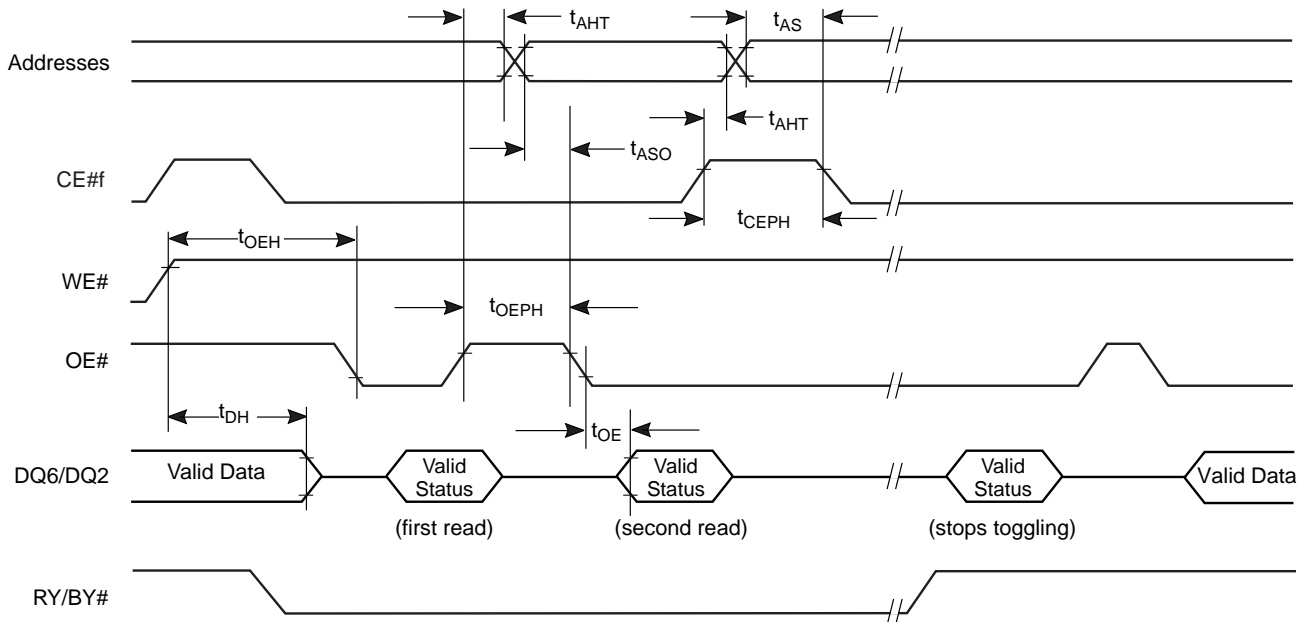 tAHT
tAS
Addresses
tAHT
tASO
CE#f
tCEPH
tOEH
WE#
tOEPH
OE#
tDH
tOE
DQ6/DQ2
Valid Data
Valid
Status
Valid
Status
Valid
Status
Valid Data
(first read)
(second read)
(stops toggling)
RY/BY#